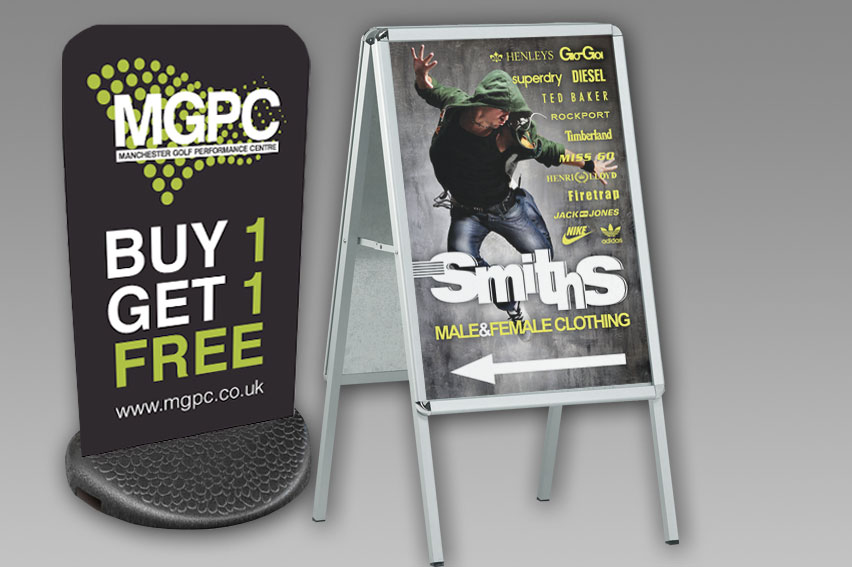 MGPC
MANCHESTER GOLF PERFORMANCE CENTRE
BUY 1
GET 1
FREE
www.mgpc.co.uk
HENLEYS Gio-Goi
superdry DIESEL
TED BAKER
ROCKPORT
Timberland
MISS GQ
HENRI LLOYD
Firetrap
JACK JONES
NIKE adidas
Smiths
MALE&FEMALE CLOTHING